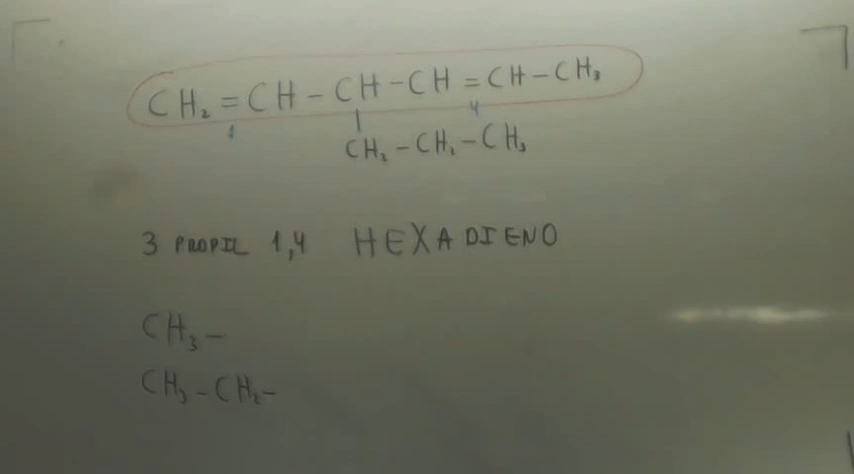 CH₂ = CH - CH - CH = CH - CH₃
1 4
CH₂ - CH₂ - CH₃
3 PROPIL 1,4 HEXADIENO
CH₃ -
CH₃ - CH₂ -